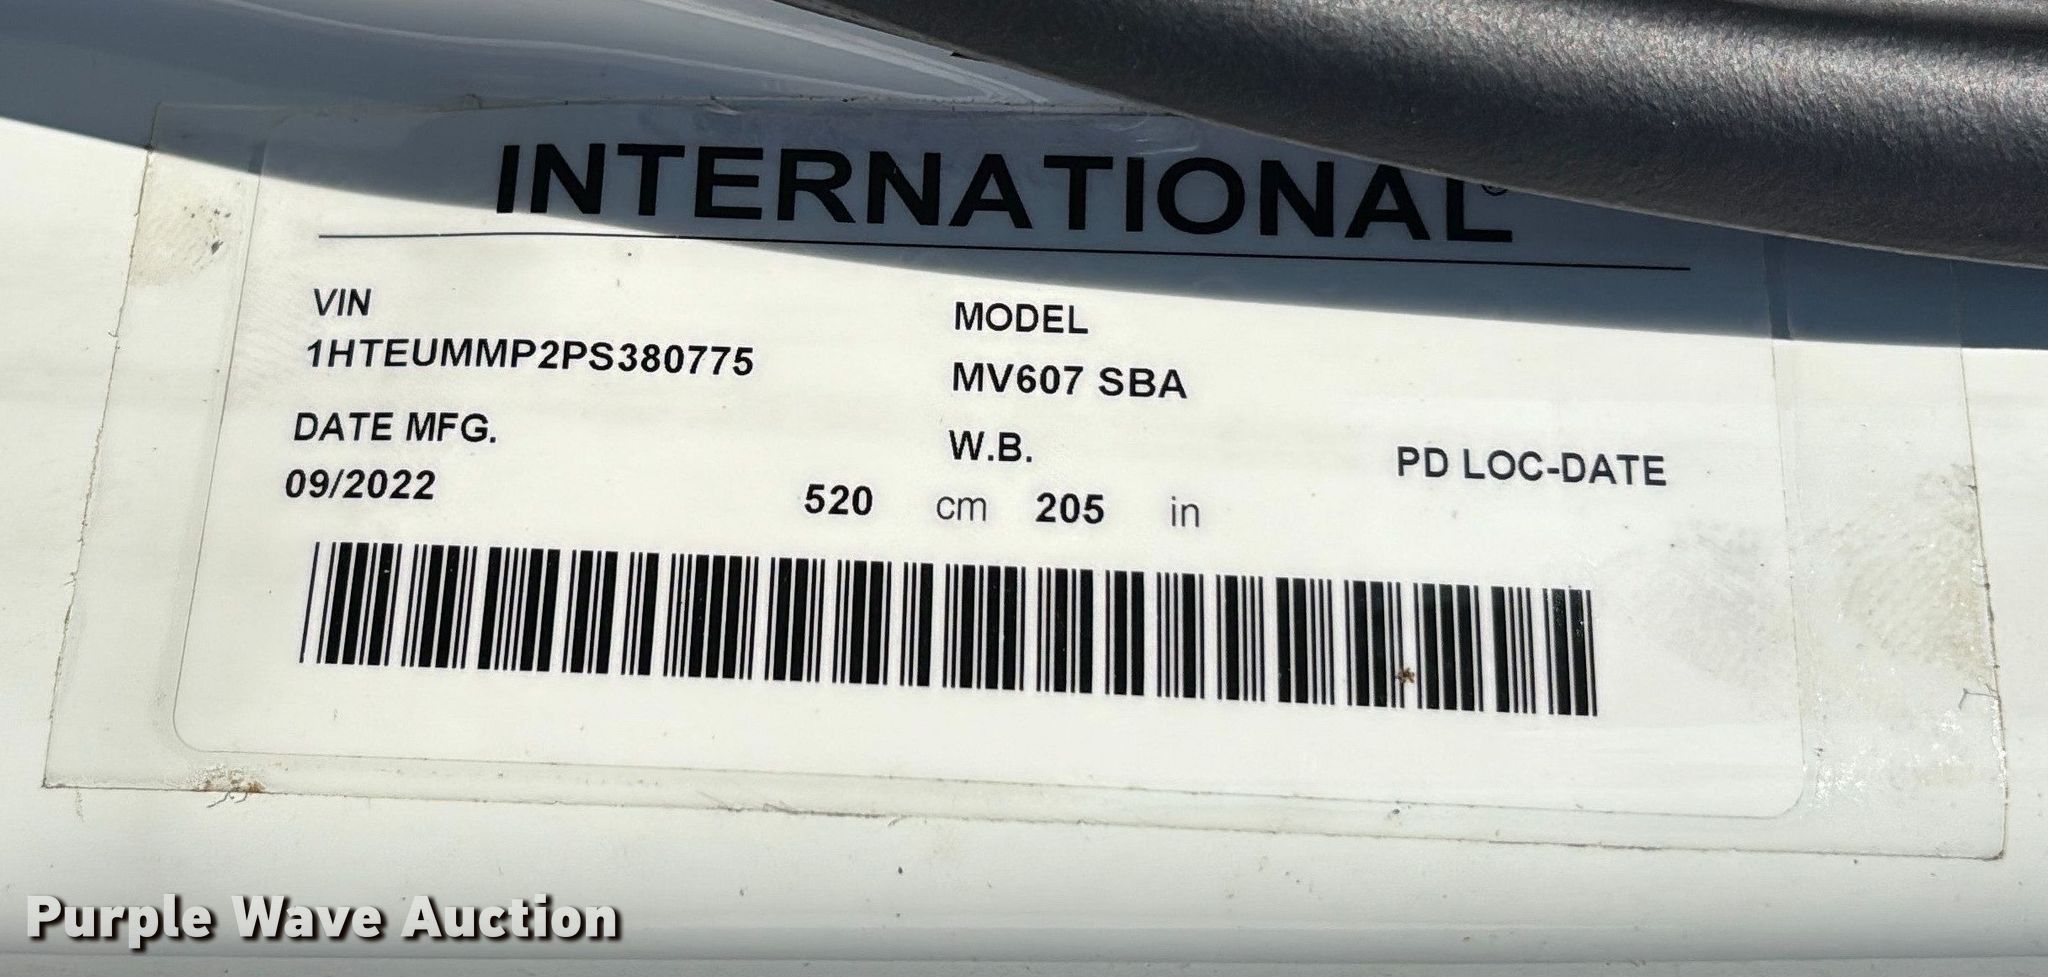 INTERNATIONAL®
VIN
1HTEUMMP2PS380775
MODEL
MV607 SBA
DATE MFG.
09/2022
W.B.
520 cm 205 in
PD LOC-DATE
Purple Wave Auction